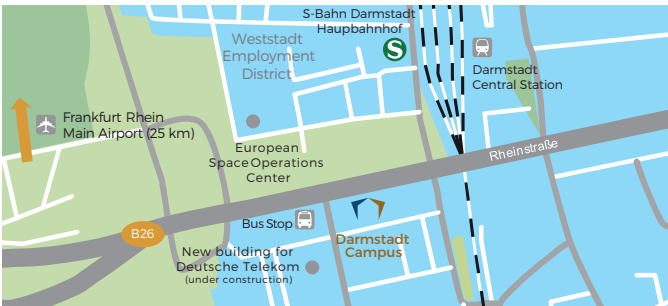 S-Bahn Darmstadt
Haupbahnhof
S
Weststadt
Employment
District
Darmstadt
Central Station
Frankfurt Rhein
Main Airport (25 km)
European
Space Operations
Center
Rheinstraße
Bus Stop
B26
Darmstadt
Campus
New building for
Deutsche Telekom
(under construction)